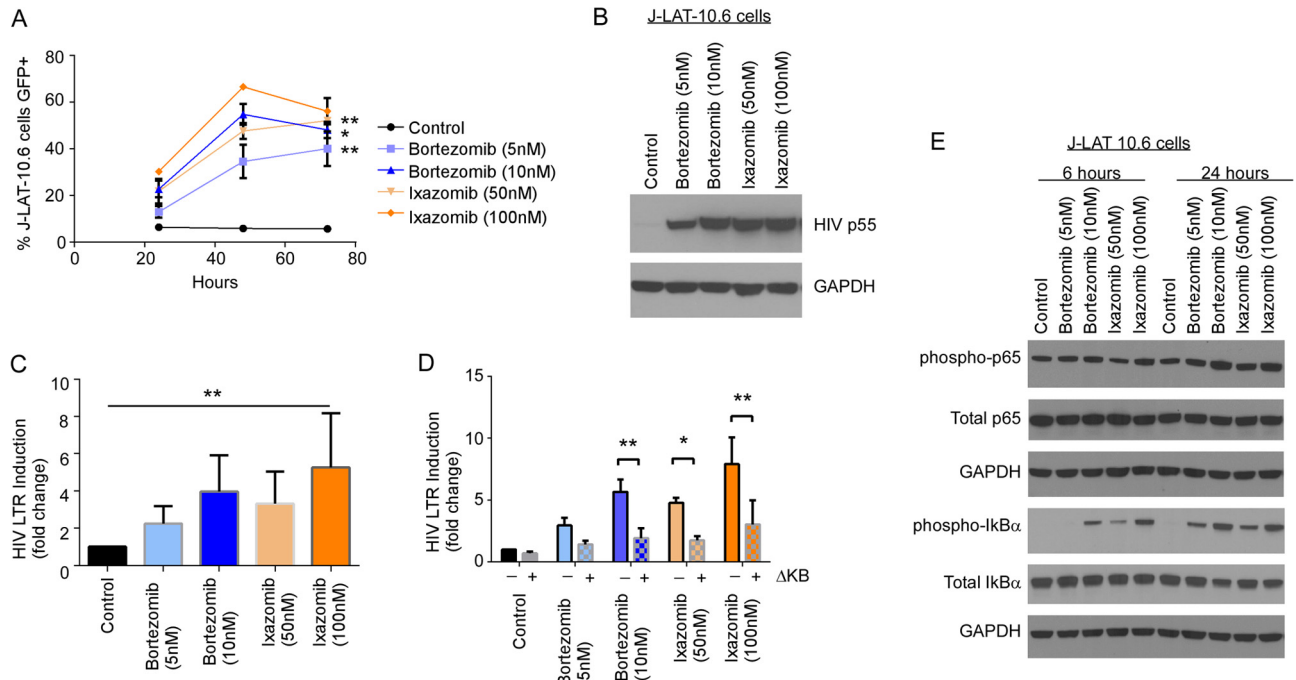 A
% J-LAT-10.6 cells GFP+
80
60
40
20
0
0 20 40 60 80
Hours
**
*
**
Control
Bortezomib (5nM)
Bortezomib (10nM)
Ixazomib (50nM)
Ixazomib (100nM)
B
J-LAT-10.6 cells
Control
Bortezomib (5nM)
Bortezomib (10nM)
Ixazomib (50nM)
Ixazomib (100nM)
HIV p55
GAPDH
C
HIV LTR Induction
(fold change)
10
8
6
4
2
0
**
Control
Bortezomib
(5nM)
Bortezomib
(10nM)
Ixazomib
(50nM)
Ixazomib
(100nM)
D
HIV LTR Induction
(fold change)
15
10
5
0
**
*
**
– + – + – + – + – + ΔKB
Control
Bortezomib
(5nM)
Bortezomib
(10nM)
Ixazomib
(50nM)
Ixazomib
(100nM)
E
J-LAT 10.6 cells
6 hours 24 hours
Control
Bortezomib (5nM)
Bortezomib (10nM)
Ixazomib (50nM)
Ixazomib (100nM)
Control
Bortezomib (5nM)
Bortezomib (10nM)
Ixazomib (50nM)
Ixazomib (100nM)
phospho-p65
Total p65
GAPDH
phospho-IkBα
Total IkBα
GAPDH